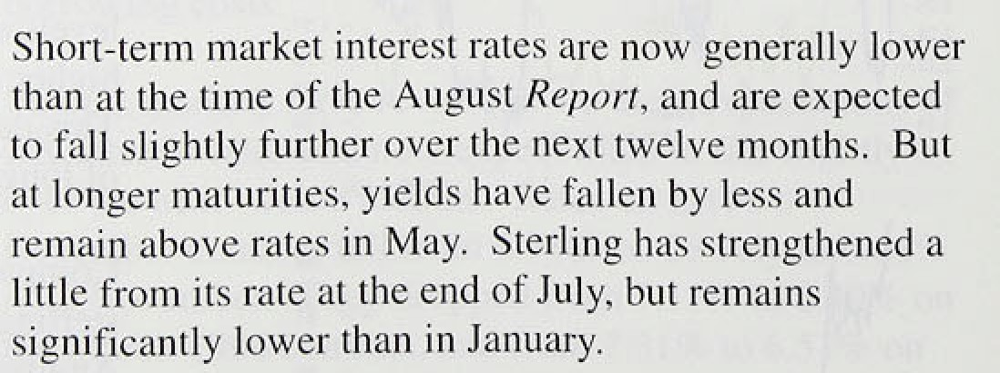 Short-term market interest rates are now generally lower
than at the time of the August Report, and are expected
to fall slightly further over the next twelve months. But
at longer maturities, yields have fallen by less and
remain above rates in May. Sterling has strengthened a
little from its rate at the end of July, but remains
significantly lower than in January.